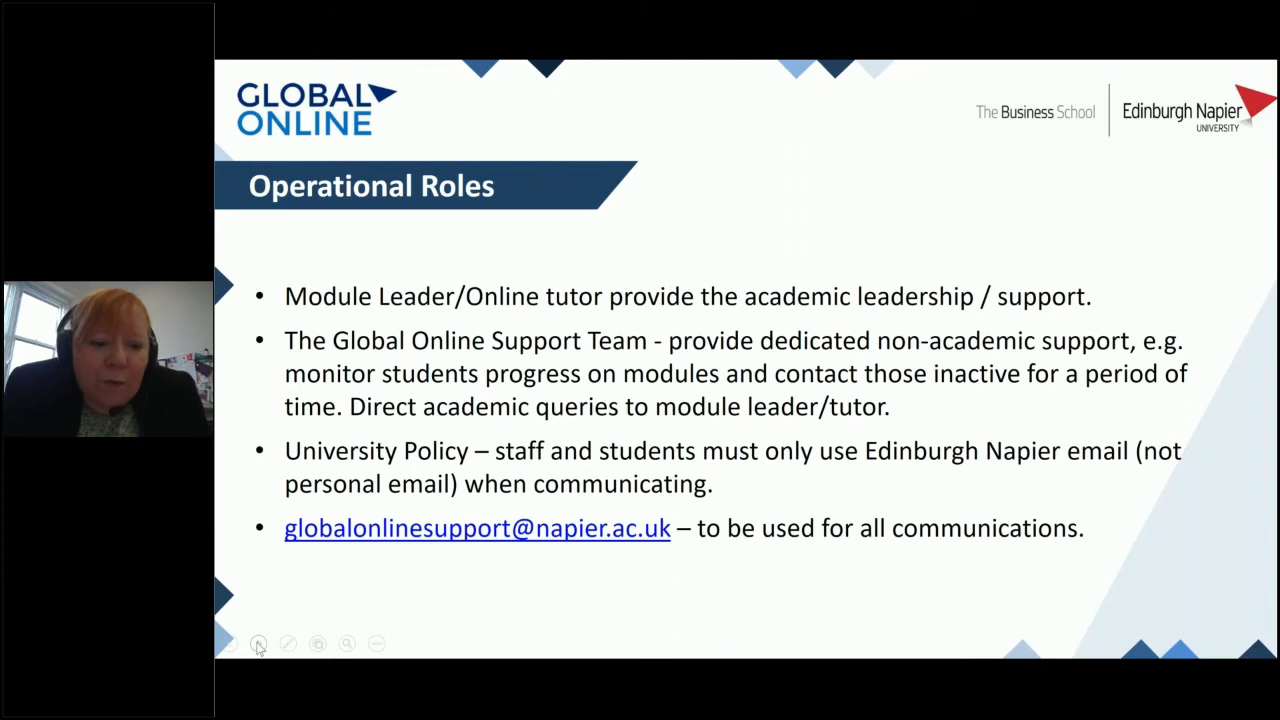 GLOBAL
ONLINE
The Business School
Edinburgh Napier
UNIVERSITY
Operational Roles
• Module Leader/Online tutor provide the academic leadership / support.
• The Global Online Support Team - provide dedicated non-academic support, e.g.
monitor students progress on modules and contact those inactive for a period of
time. Direct academic queries to module leader/tutor.
• University Policy – staff and students must only use Edinburgh Napier email (not
personal email) when communicating.
• globalonlinesupport@napier.ac.uk – to be used for all communications.